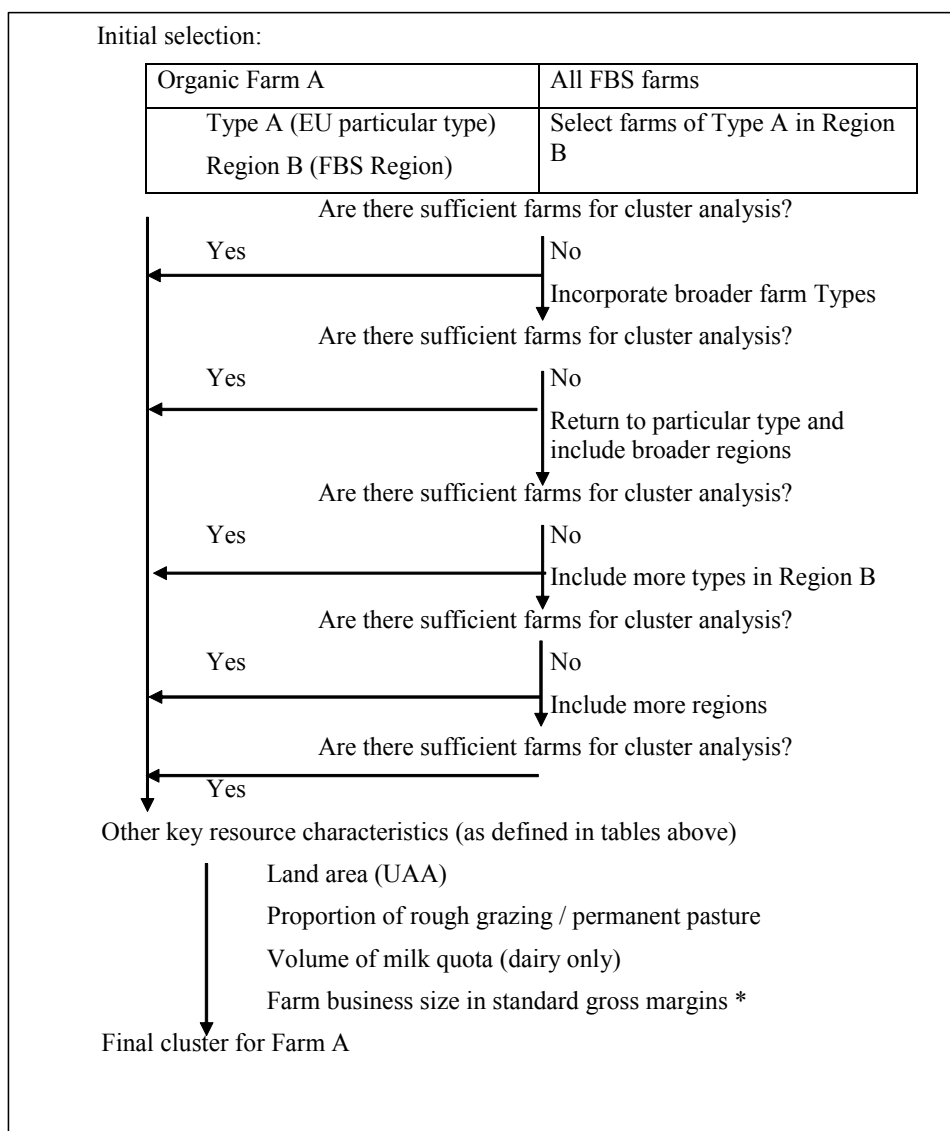 Initial selection:
Organic Farm A
All FBS farms
Type A (EU particular type)
Region B (FBS Region)
Select farms of Type A in Region
B
Are there sufficient farms for cluster analysis?
Yes
No
Incorporate broader farm Types
Are there sufficient farms for cluster analysis?
Yes
No
Return to particular type and
include broader regions
Are there sufficient farms for cluster analysis?
Yes
No
Include more types in Region B
Are there sufficient farms for cluster analysis?
Yes
No
Include more regions
Are there sufficient farms for cluster analysis?
Yes
Other key resource characteristics (as defined in tables above)
Land area (UAA)
Proportion of rough grazing / permanent pasture
Volume of milk quota (dairy only)
Farm business size in standard gross margins *
Final cluster for Farm A